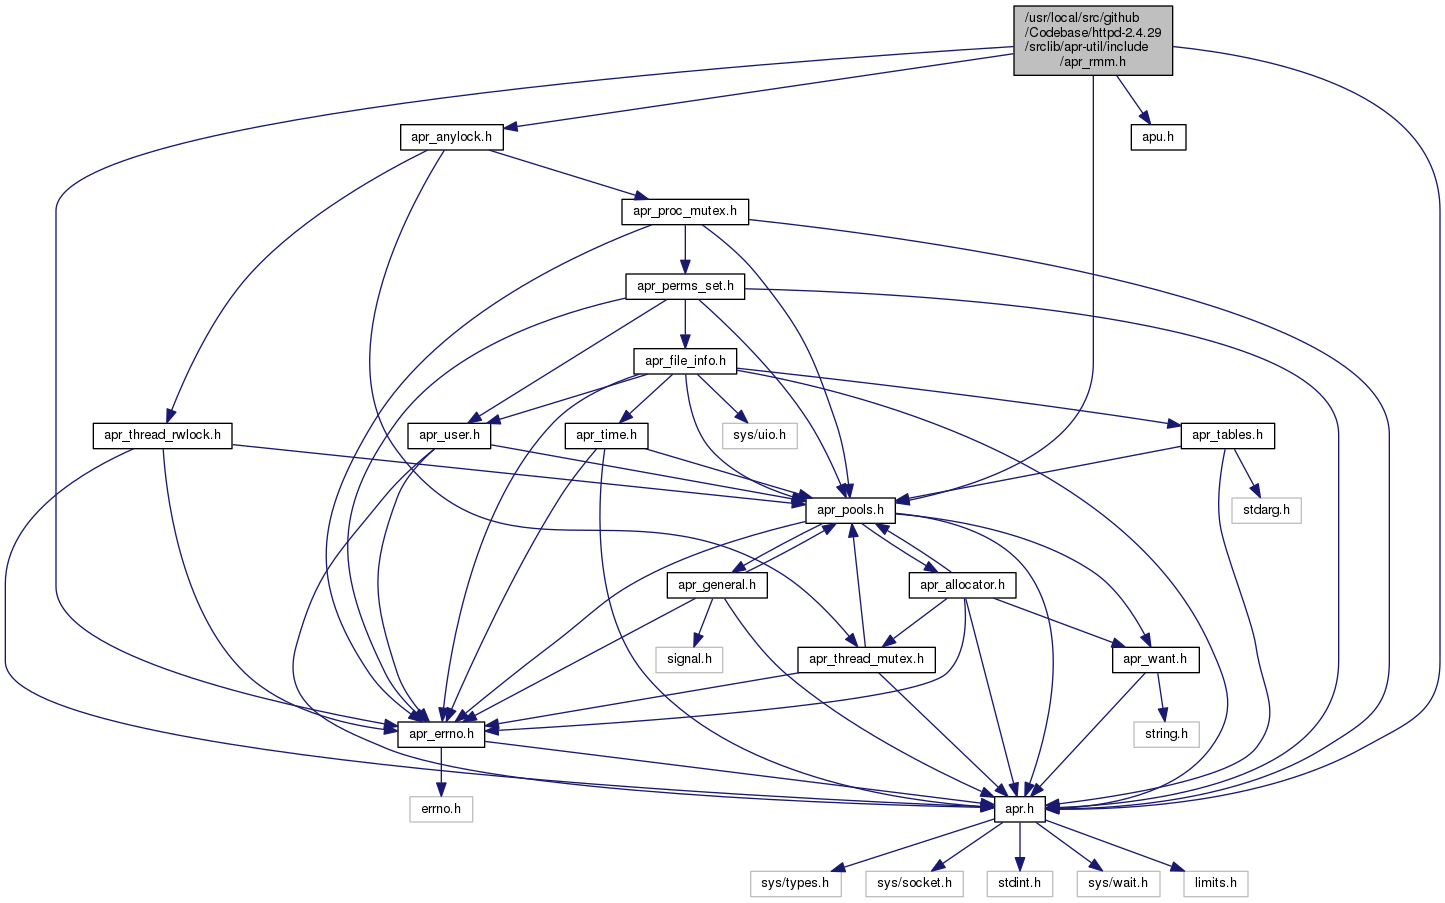 /usr/local/src/github
/Codebase/httpd-2.4.29
/srclib/apr-util/include
/apr_rmm.h
apr_anylock.h
apu.h
apr_proc_mutex.h
apr_perms_set.h
apr_file_info.h
apr_thread_rwlock.h
apr_user.h
apr_time.h
sys/uio.h
apr_tables.h
apr_pools.h
stdarg.h
apr_general.h
apr_allocator.h
signal.h
apr_thread_mutex.h
apr_want.h
apr_errno.h
string.h
errno.h
apr.h
sys/types.h
sys/socket.h
stdint.h
sys/wait.h
limits.h